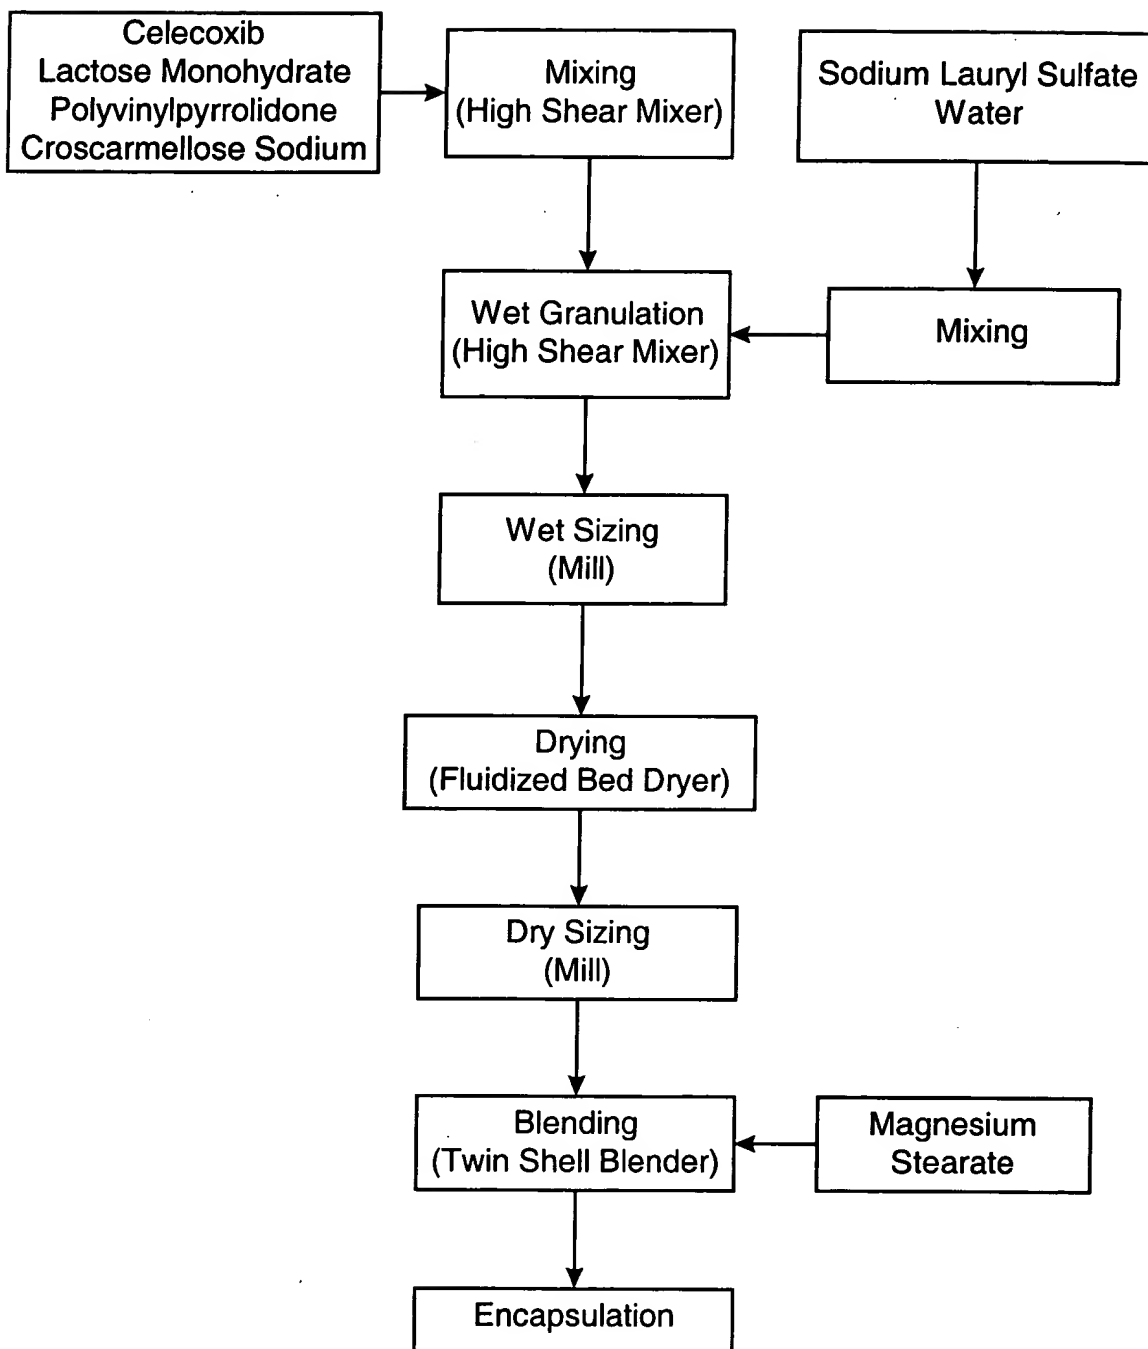 Celecoxib
Lactose Monohydrate
Polyvinylpyrrolidone
Croscarmellose Sodium
Mixing
(High Shear Mixer)
Sodium Lauryl Sulfate
Water
Wet Granulation
(High Shear Mixer)
Mixing
Wet Sizing
(Mill)
Drying
(Fluidized Bed Dryer)
Dry Sizing
(Mill)
Blending
(Twin Shell Blender)
Magnesium
Stearate
Encapsulation